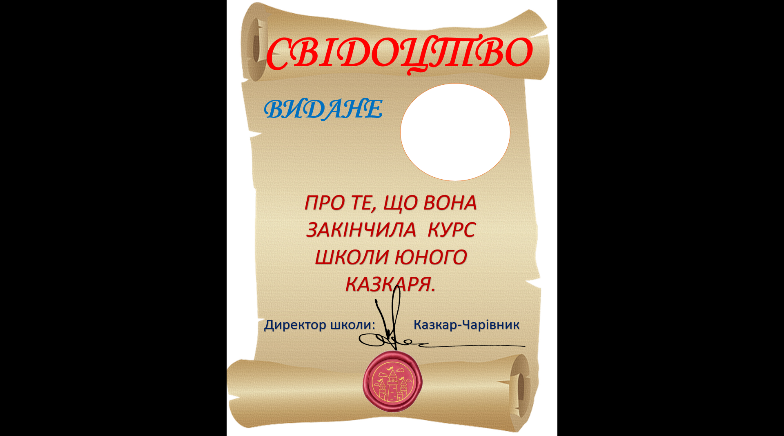 СВІДОЦТВО
ВИДАНЕ
ПРО ТЕ, ЩО ВОНА
ЗАКІНЧИЛА КУРС
ШКОЛИ ЮНОГО
КАЗКАРЯ.
Директор школи: Казкар-Чарівник